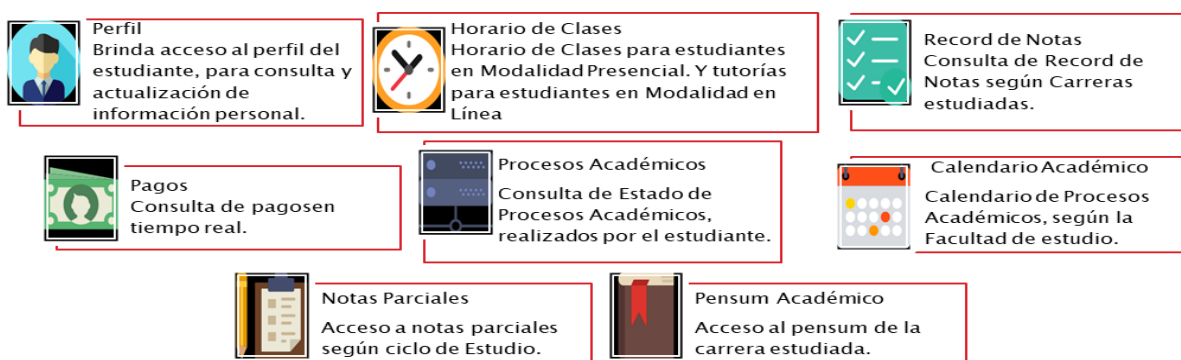 Perfil
Brinda acceso al perfil del
estudiante, para consulta y
actualización de
información personal.
Horario de Clases
Horario de Clases para estudiantes
en Modalidad Presencial. Y tutorías
para estudiantes en Modalidad en
Línea
Record de Notas
Consulta de Record de
Notas según Carreras
estudiadas.
Pagos
Consulta de pagosen
tiempo real.
Procesos Académicos
Consulta de Estado de
Procesos Académicos,
realizados por el estudiante.
Calendario Académico
Calendario de Procesos
Académicos, según la
Facultad de estudio.
Notas Parciales
Acceso a notas parciales
según ciclo de Estudio.
Pensum Académico
Acceso al pensum de la
carrera estudiada.